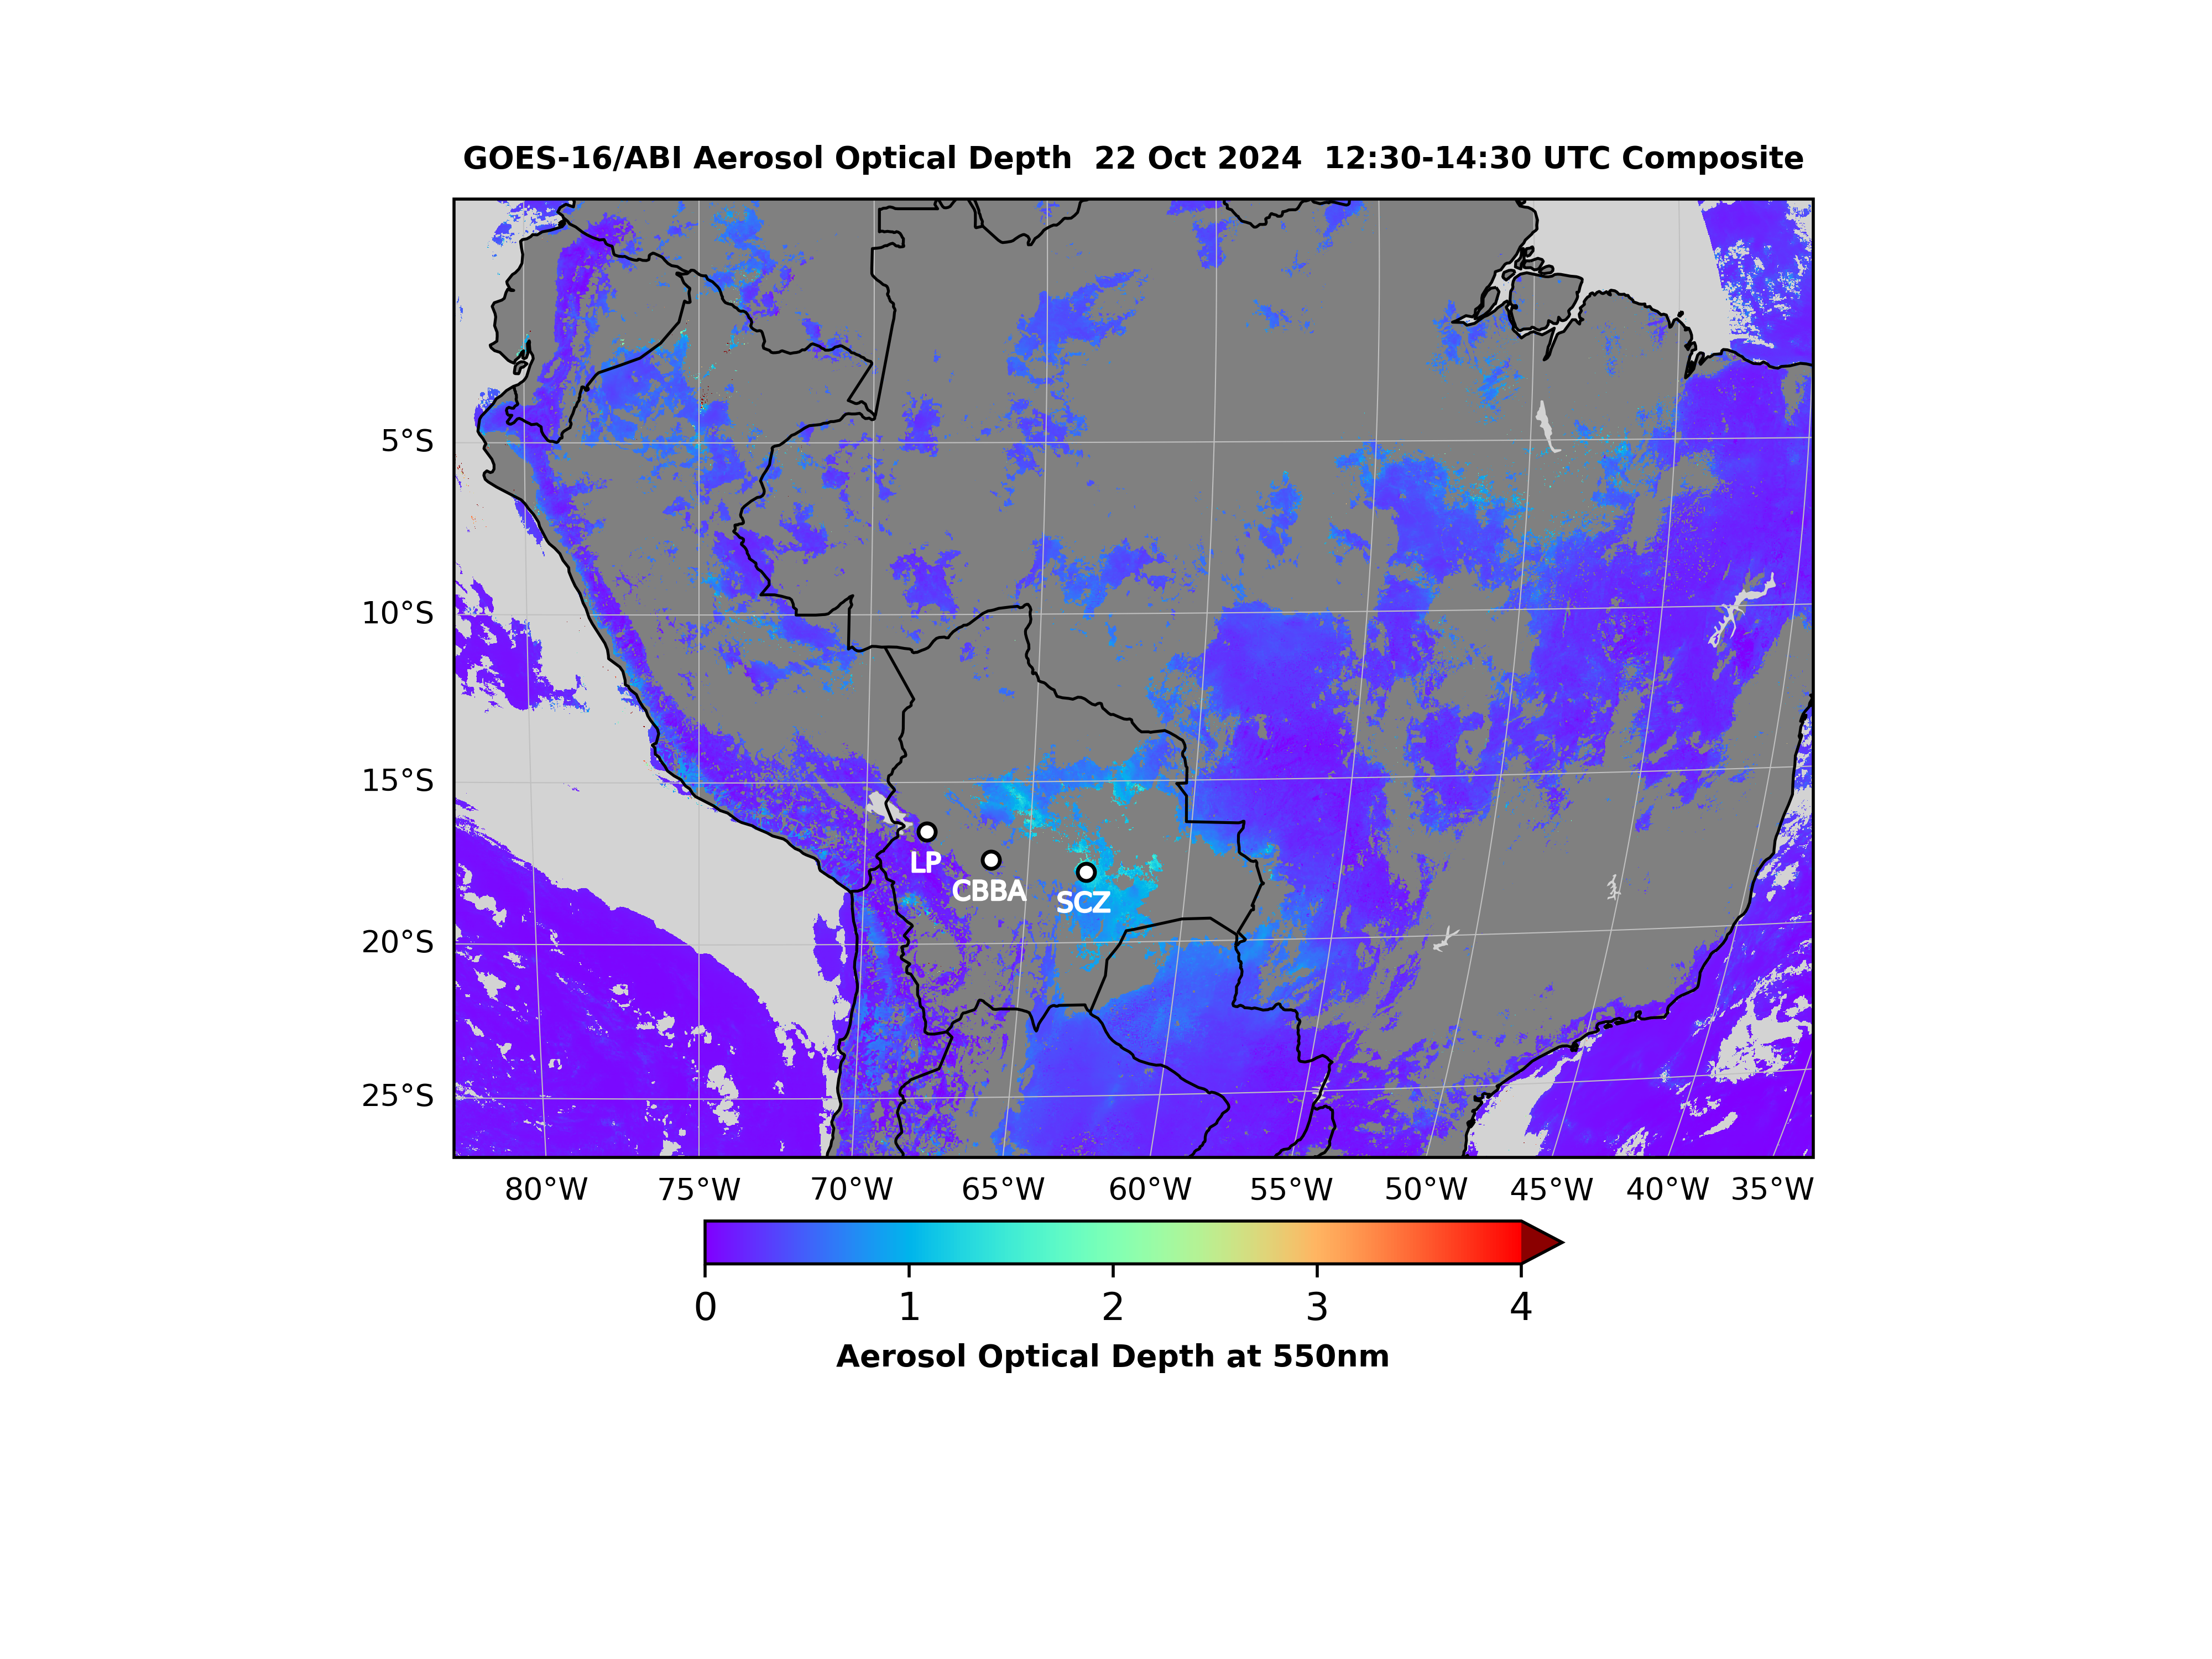 GOES-16/ABI Aerosol Optical Depth  22 Oct 2024  12:30-14:30 UTC Composite
5°S
10°S
15°S
LP
CBBA
SCZ
20°S
25°S
80°W 75°W 70°W 65°W 60°W 55°W 50°W 45°W 40°W 35°W
0 1 2 3 4
Aerosol Optical Depth at 550nm